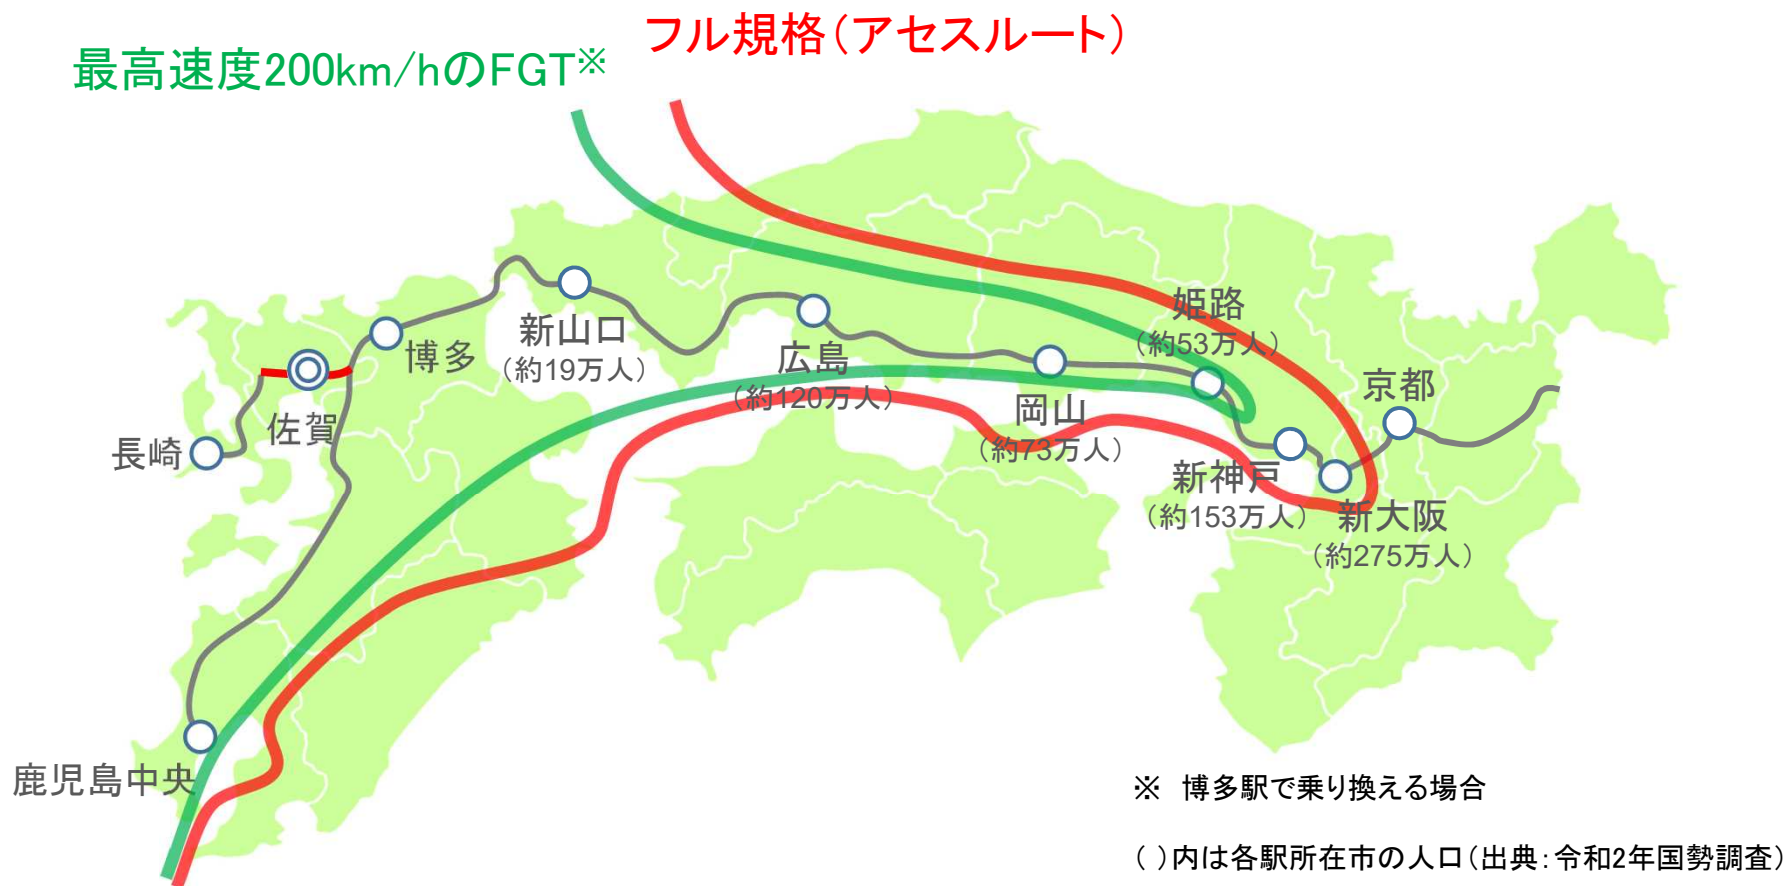 フル規格(アセスルート)
最高速度200km/hのFGT※
姫路
(約53万人)
新山口
(約19万人)
博多
広島
(約120万人)
京都
岡山
(約73万人)
佐賀
長崎
新神戸
(約153万人)
新大阪
(約275万人)
鹿児島中央
※ 博多駅で乗り換える場合
( )内は各駅所在市の人口(出典:令和2年国勢調査)